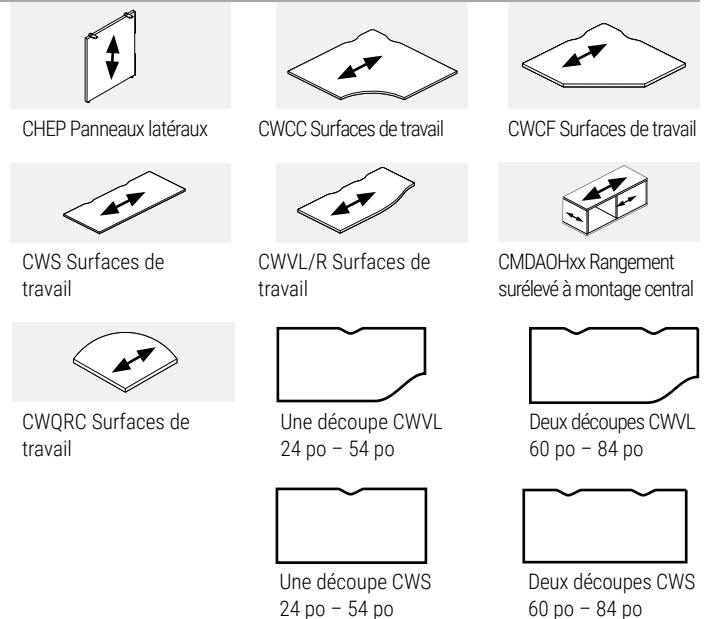 CHEP Panneaux latéraux
CWCC Surfaces de travail
CWCF Surfaces de travail
CWS Surfaces de
travail
CWVL/R Surfaces de
travail
CMDAOHxx Rangement
surélevé à montage central
CWQRC Surfaces de
travail
Une découpe CWVL
24 po – 54 po
Deux découpes CWVL
60 po – 84 po
Une découpe CWS
24 po – 54 po
Deux découpes CWS
60 po – 84 po